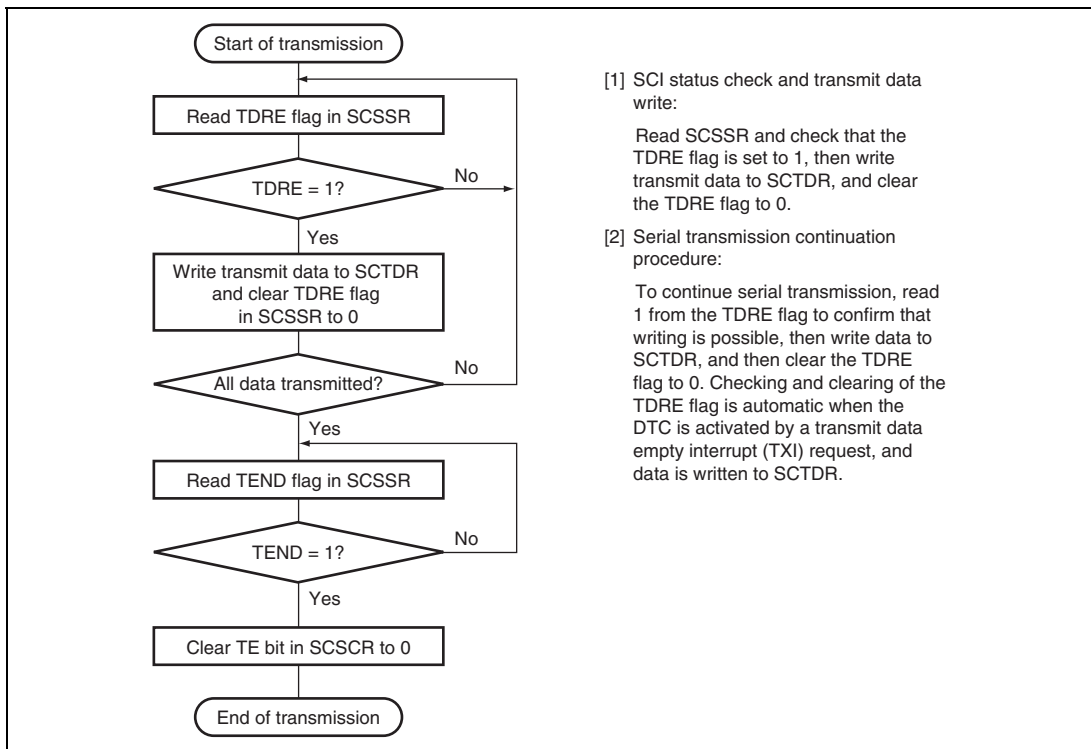 Start of transmission
Read TDRE flag in SCSSR
TDRE = 1?
No
Yes
Write transmit data to SCTDR
and clear TDRE flag
in SCSSR to 0
All data transmitted?
No
Yes
Read TEND flag in SCSSR
TEND = 1?
No
Yes
Clear TE bit in SCSCR to 0
End of transmission
[1] SCI status check and transmit data
write:
Read SCSSR and check that the
TDRE flag is set to 1, then write
transmit data to SCTDR, and clear
the TDRE flag to 0.
[2] Serial transmission continuation
procedure:
To continue serial transmission, read
1 from the TDRE flag to confirm that
writing is possible, then write data to
SCTDR, and then clear the TDRE
flag to 0. Checking and clearing of the
TDRE flag is automatic when the
DTC is activated by a transmit data
empty interrupt (TXI) request, and
data is written to SCTDR.